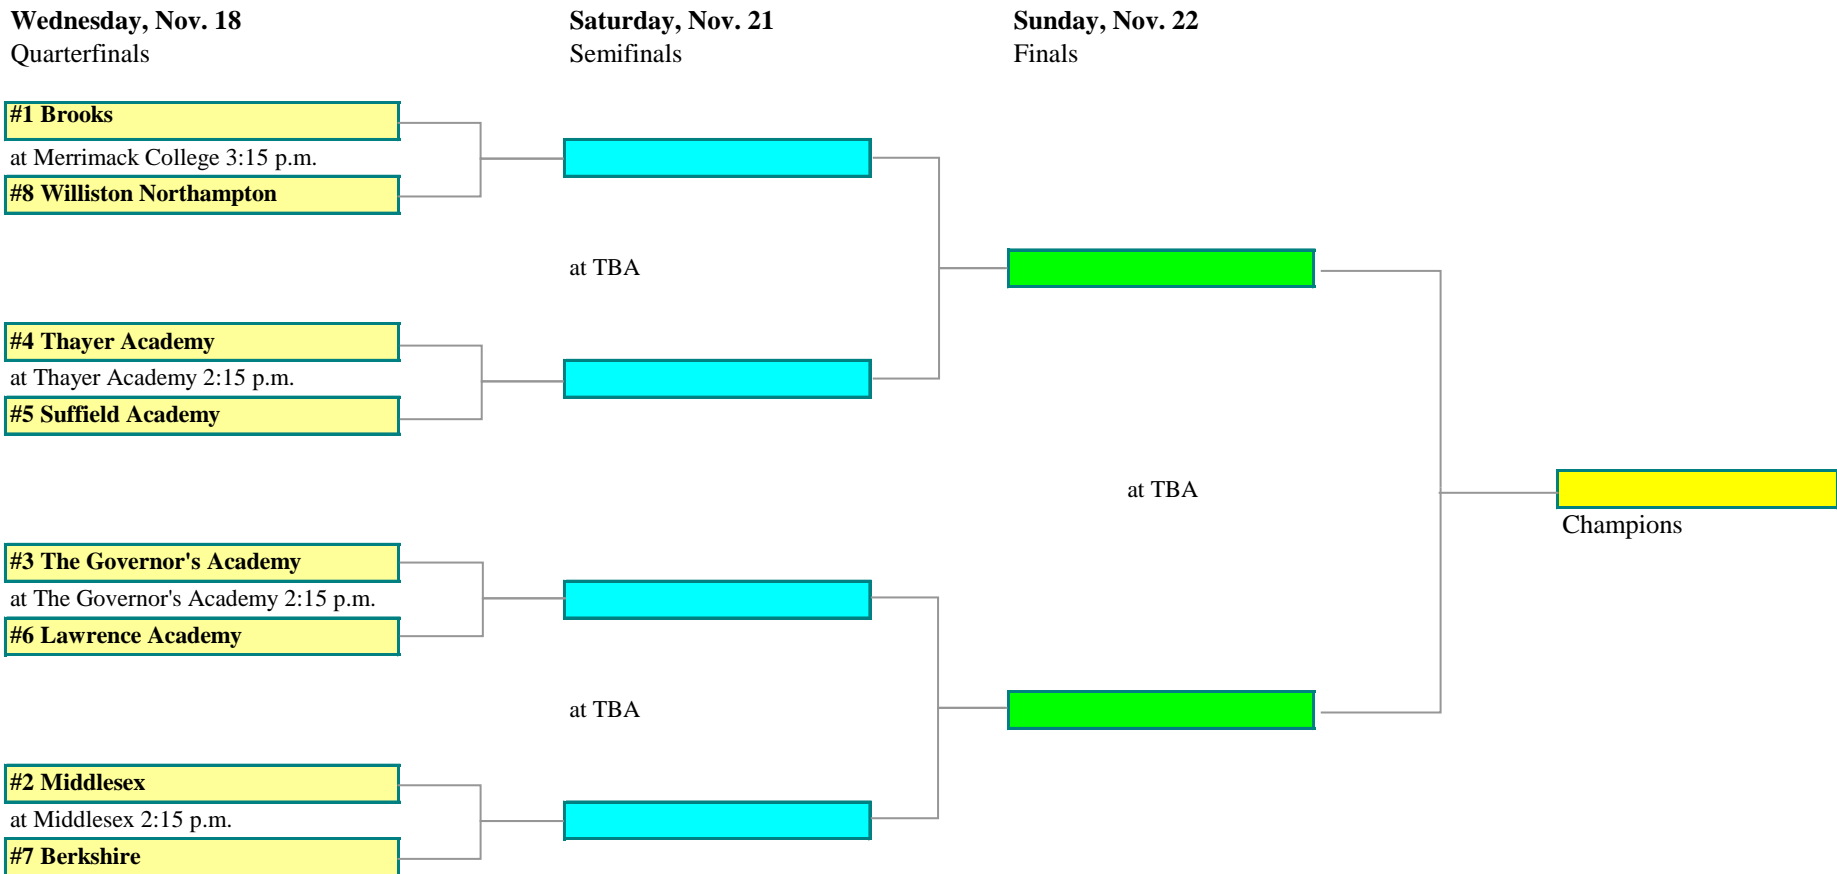 Wednesday, Nov. 18
Quarterfinals
Saturday, Nov. 21
Semifinals
Sunday, Nov. 22
Finals
#1 Brooks
at Merrimack College 3:15 p.m.
#8 Williston Northampton
at TBA
#4 Thayer Academy
at Thayer Academy 2:15 p.m.
#5 Suffield Academy
at TBA
Champions
#3 The Governor's Academy
at The Governor's Academy 2:15 p.m.
#6 Lawrence Academy
at TBA
#2 Middlesex
at Middlesex 2:15 p.m.
#7 Berkshire